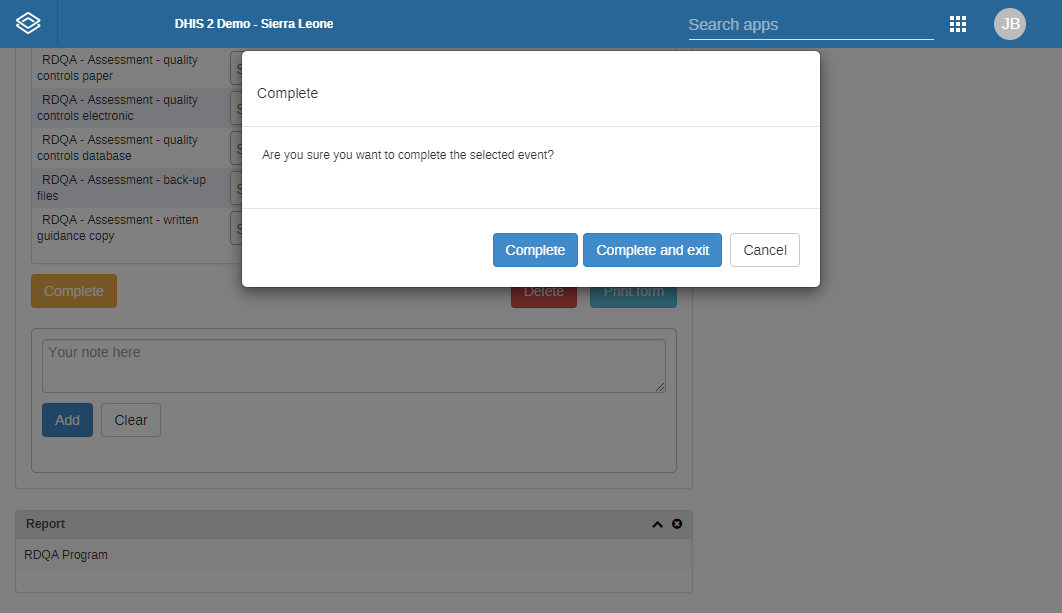 DHIS 2 Demo - Sierra Leone
Search apps
JB
RDQA - Assessment - quality
controls paper
RDQA - Assessment - quality
controls electronic
RDQA - Assessment - quality
controls database
RDQA - Assessment - back-up
files
RDQA - Assessment - written
guidance copy
Complete
Are you sure you want to complete the selected event?
Complete
Complete and exit
Cancel
Complete
Delete
Print form
Your note here
Add
Clear
Report
RDQA Program